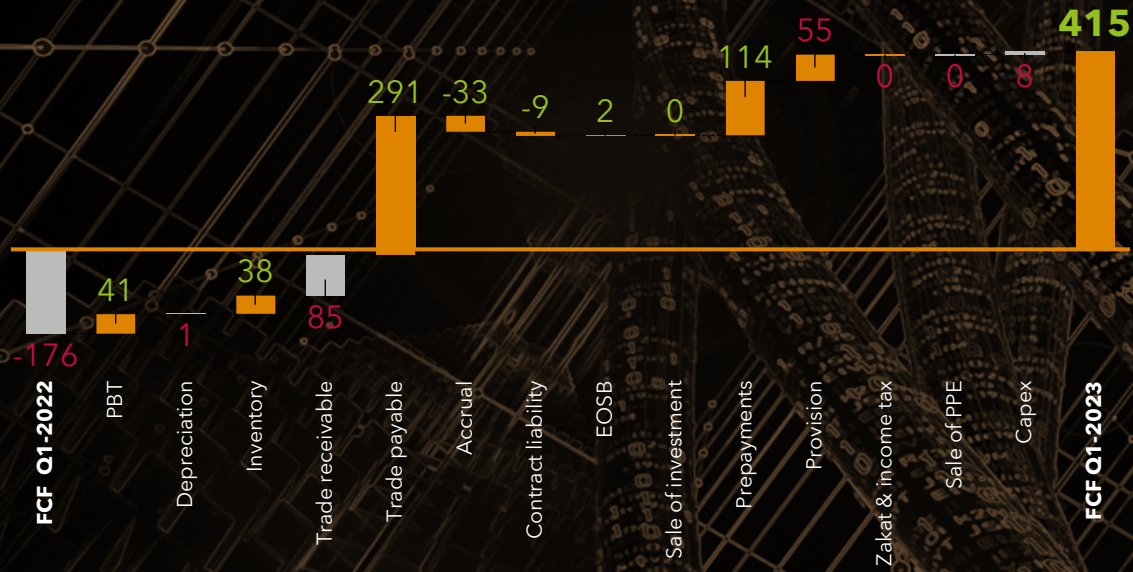 -176
41
1
38
85
291
-33
-9
2
0
114
55
0
0
8
415
FCF Q1-2022
PBT
Depreciation
Inventory
Trade receivable
Trade payable
Accrual
Contract liability
EOSB
Sale of investment
Prepayments
Provision
Zakat & income tax
Sale of PPE
Capex
FCF Q1-2023